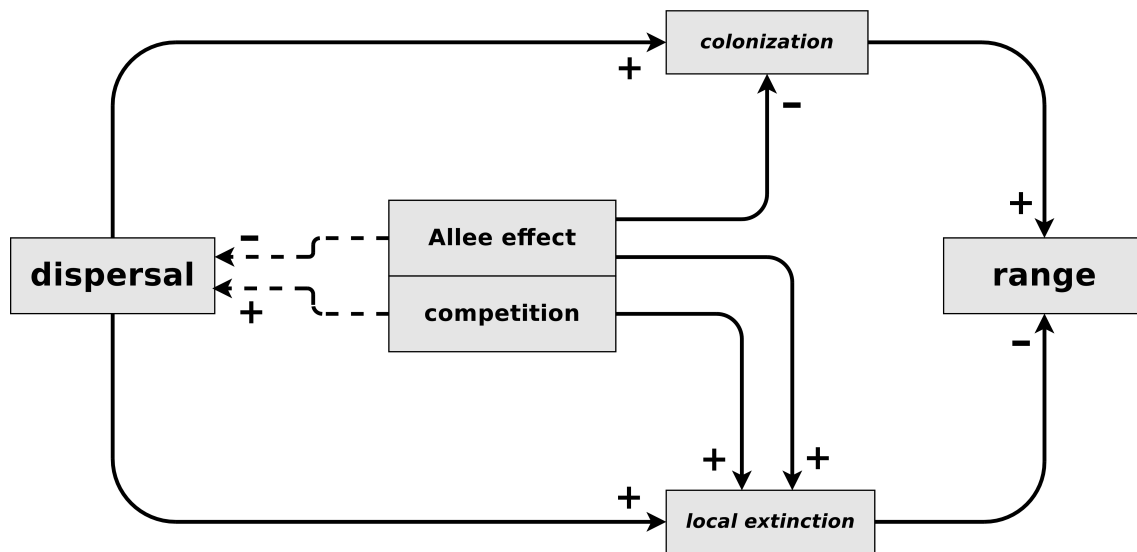 colonization
+
–
Allee effect
–
+
dispersal
range
+
competition
–
+
+
+
local extinction